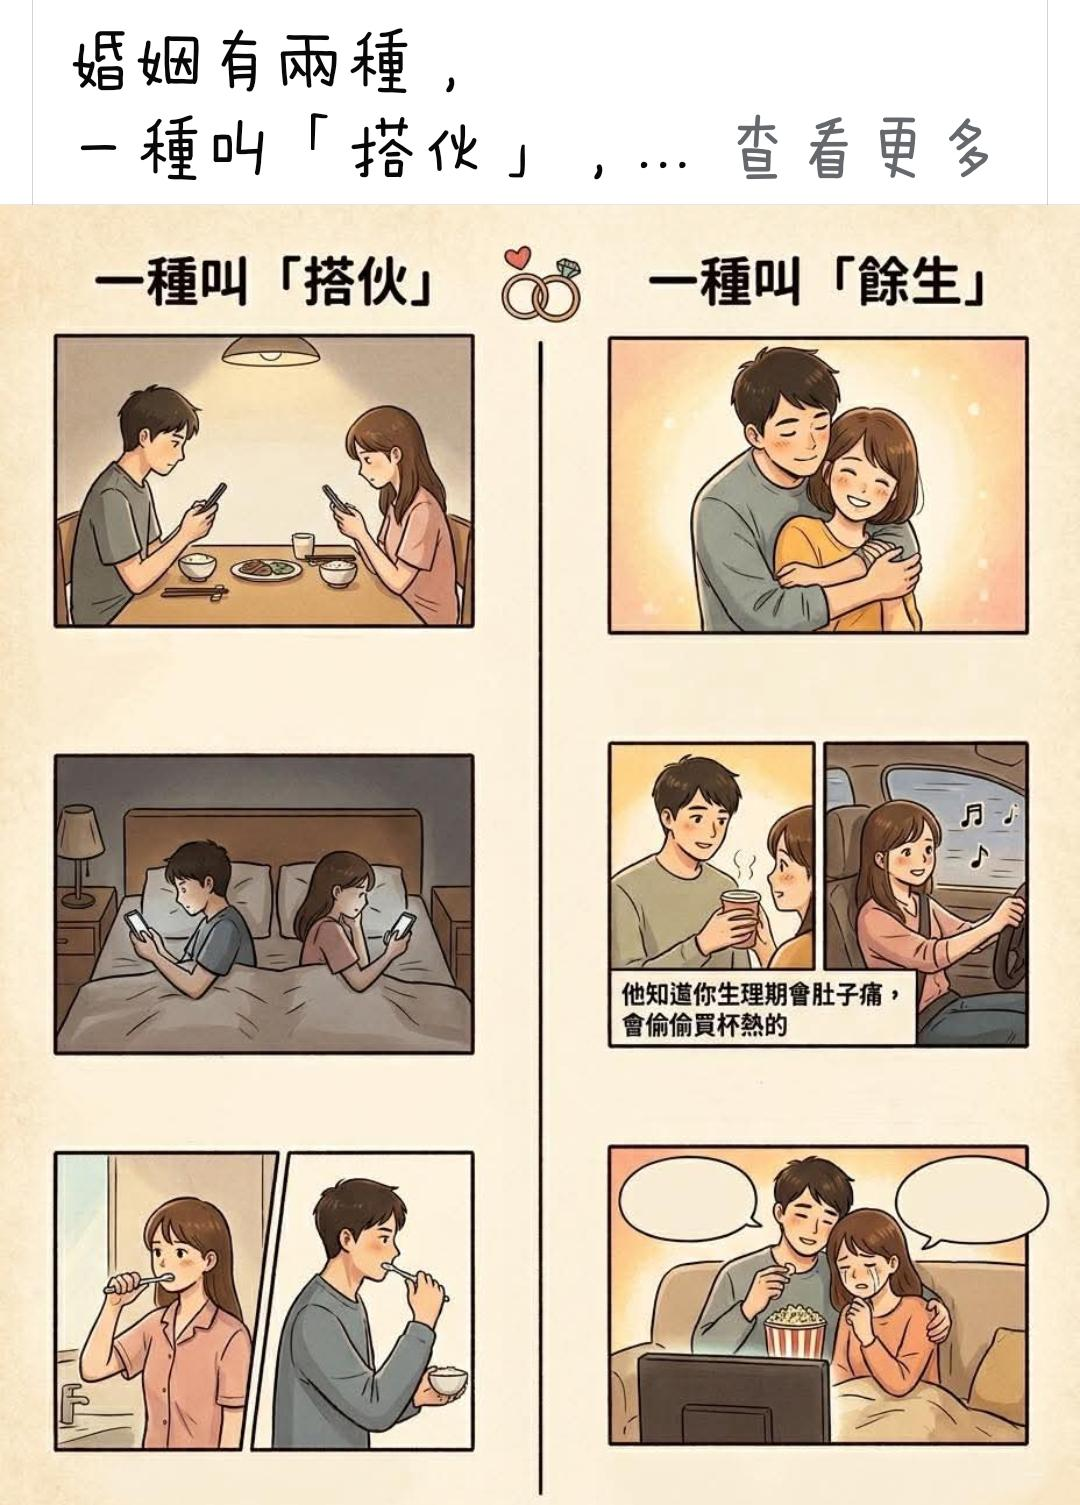 婚姻有兩種，
一種叫「搭伙」，... 查看更多
一種叫「搭伙」
一種叫「餘生」
他知道你生理期會肚子痛，
會偷偷買杯熱的